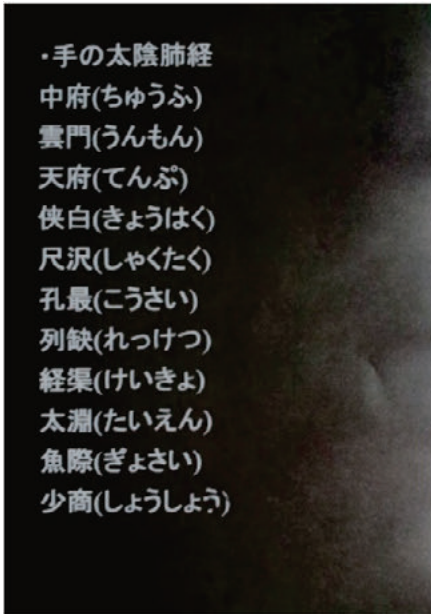 ・手の太陰肺経
中府(ちゅうふ)
雲門(うんもん)
天府(てんぷ)
侠白(きょうはく)
尺沢(しゃくたく)
孔最(こうさい)
列缺(れっけつ)
経渠(けいきょ)
太淵(たいえん)
魚際(ぎょさい)
少商(しょうしょう)